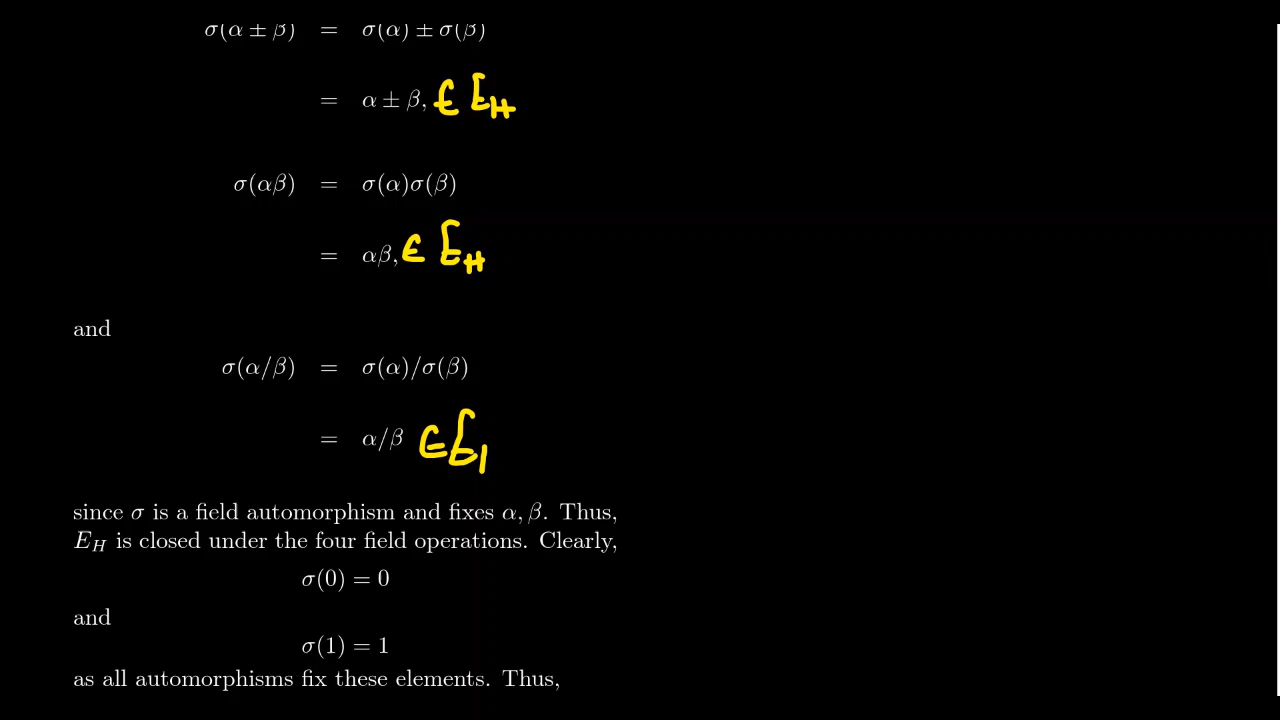 σ(α ± β) = σ(α) ± σ(β)
= α ± β, ∈ E_H
σ(αβ) = σ(α)σ(β)
= αβ, ∈ E_H
and
σ(α/β) = σ(α)/σ(β)
= α/β ∈ E_1
since σ is a field automorphism and fixes α, β. Thus,
E_H is closed under the four field operations. Clearly,
σ(0) = 0
and
σ(1) = 1
as all automorphisms fix these elements. Thus,